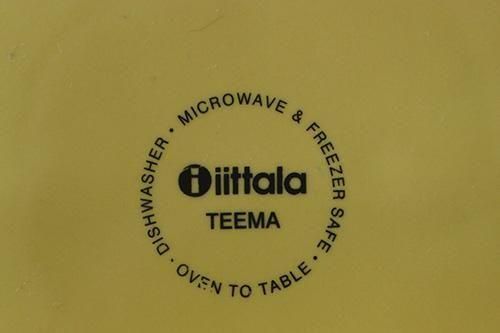 DISHWASHER • MICROWAVE & FREEZER SAFE • OVEN TO TABLE •
i iittala
TEEMA